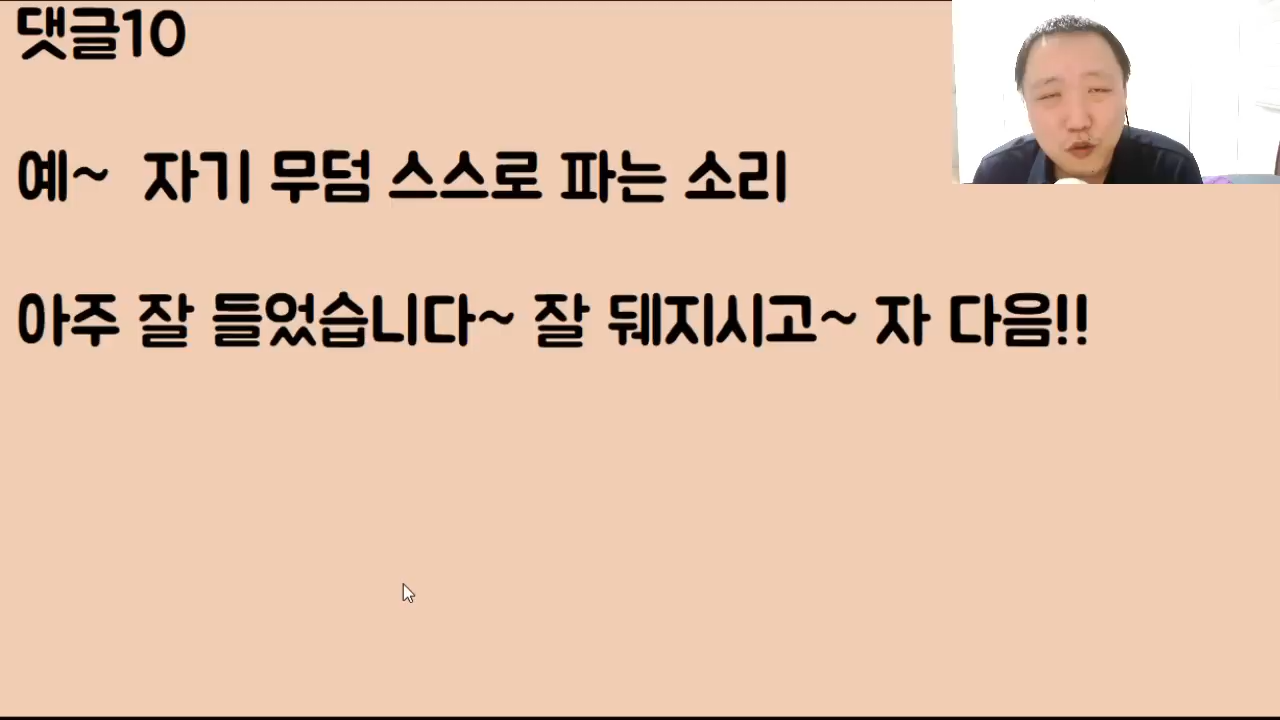 댓글10
예~ 자기 무덤 스스로 파는 소리
아주 잘 들었습니다~ 잘 뒈지시고~ 자 다음!!